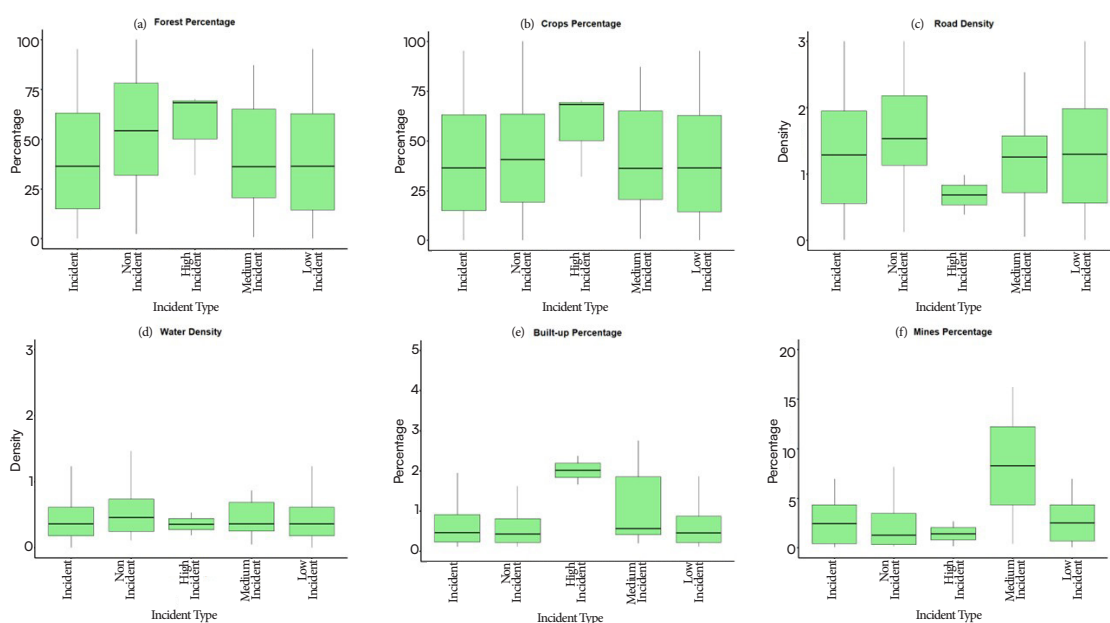 (a) Forest Percentage
100
75
50
25
0
Percentage
Incident
Non
Incident
High
Incident
Medium
Incident
Low
Incident
Incident Type
(b) Crops Percentage
100
75
50
25
0
Percentage
Incident
Non
Incident
High
Incident
Medium
Incident
Low
Incident
Incident Type
(c) Road Density
3
2
1
0
Density
Incident
Non
Incident
High
Incident
Medium
Incident
Low
Incident
Incident Type
(d) Water Density
3
2
1
0
Density
Incident
Non
Incident
High
Incident
Medium
Incident
Low
Incident
Incident Type
(e) Built-up Percentage
5
4
3
2
1
0
Percentage
Incident
Non
Incident
High
Incident
Medium
Incident
Low
Incident
Incident Type
(f) Mines Percentage
20
15
10
5
0
Percentage
Incident
Non
Incident
High
Incident
Medium
Incident
Low
Incident
Incident Type